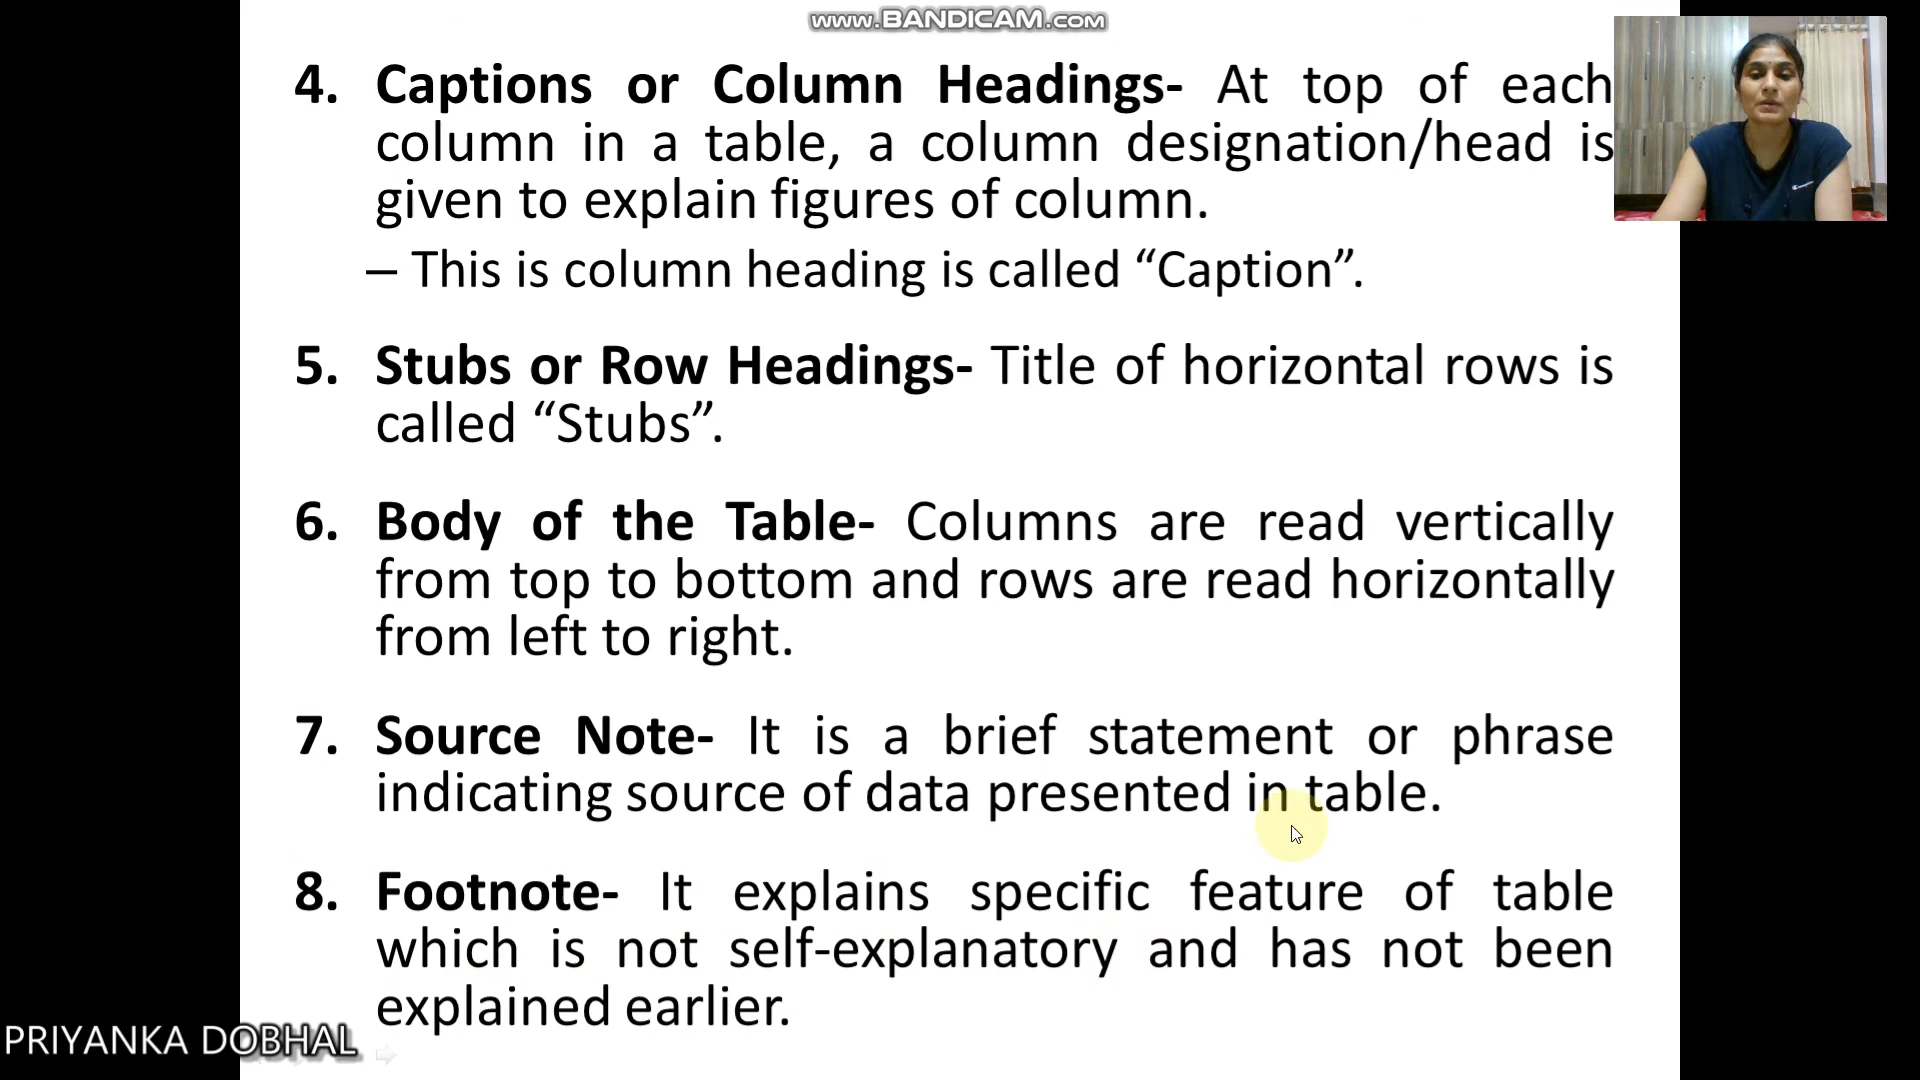 www.BANDICAM.com
4. Captions or Column Headings- At top of each
column in a table, a column designation/head is
given to explain figures of column.
– This is column heading is called “Caption”.
5. Stubs or Row Headings- Title of horizontal rows is
called “Stubs”.
6. Body of the Table- Columns are read vertically
from top to bottom and rows are read horizontally
from left to right.
7. Source Note- It is a brief statement or phrase
indicating source of data presented in table.
8. Footnote- It explains specific feature of table
which is not self-explanatory and has not been
explained earlier.
PRIYANKA DOBHAL